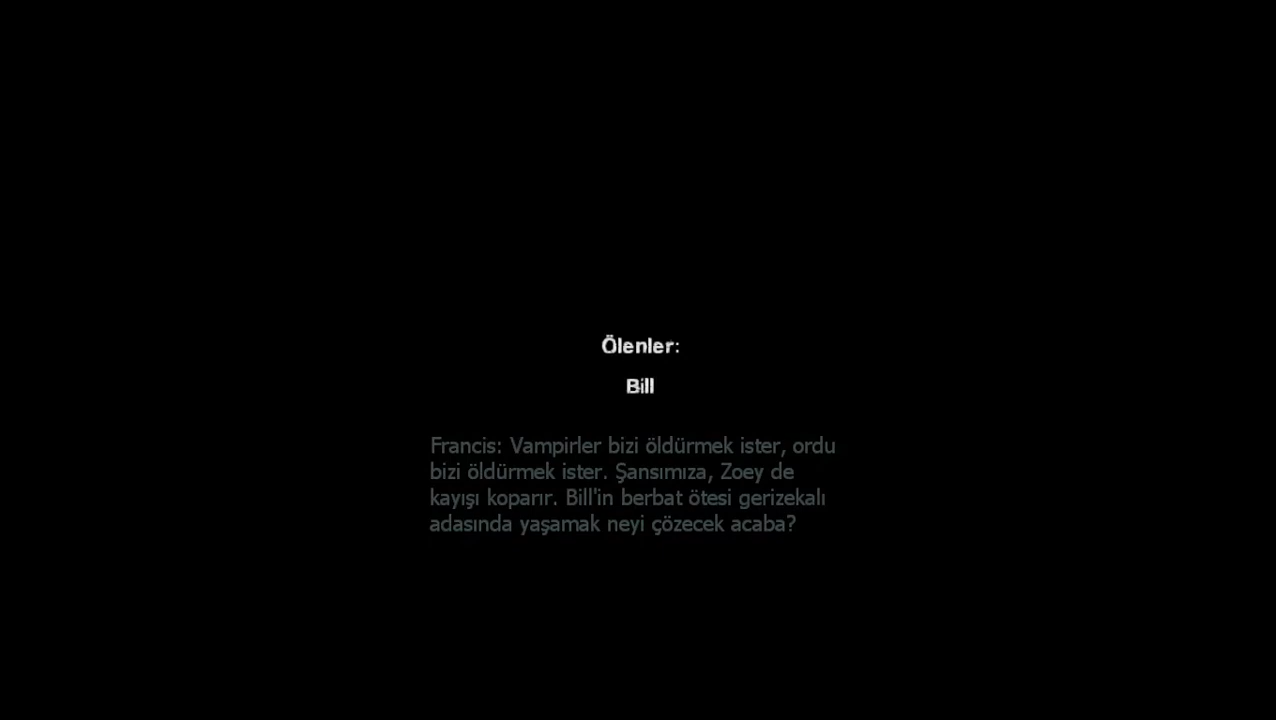 Ölenler:
Bill
Francis: Vampirler bizi öldürmek ister, ordu
bizi öldürmek ister. Şansımıza, Zoey de
kayışı koparır. Bill'in berbat ötesi gerizekalı
adasında yaşamak neyi çözecek acaba?